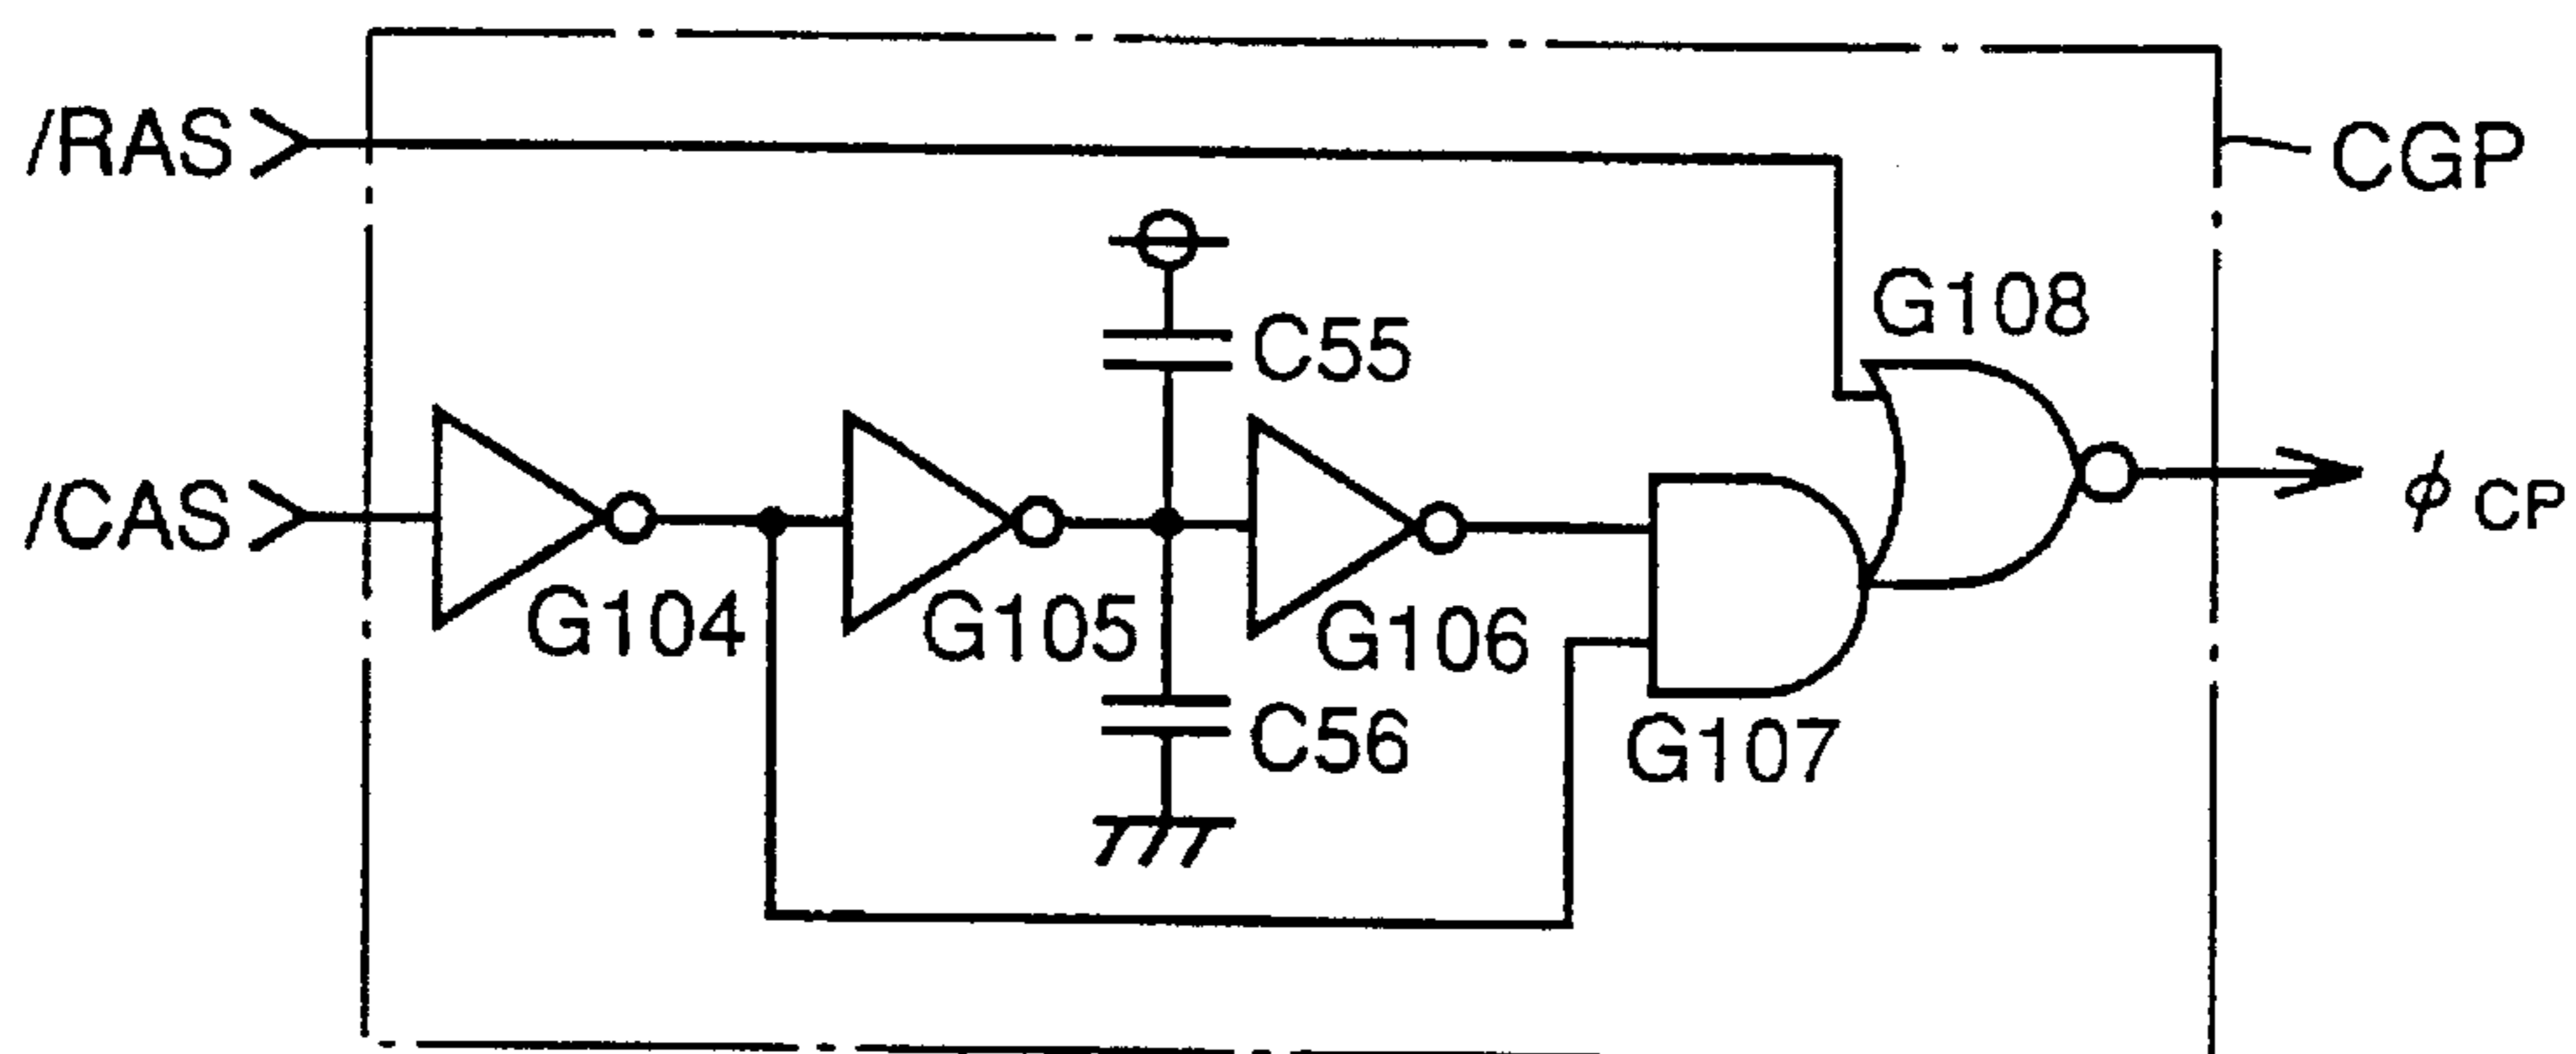 /RAS
CGP
G108
C55
/CAS
ϕ CP
G104
G105
G106
C56
G107